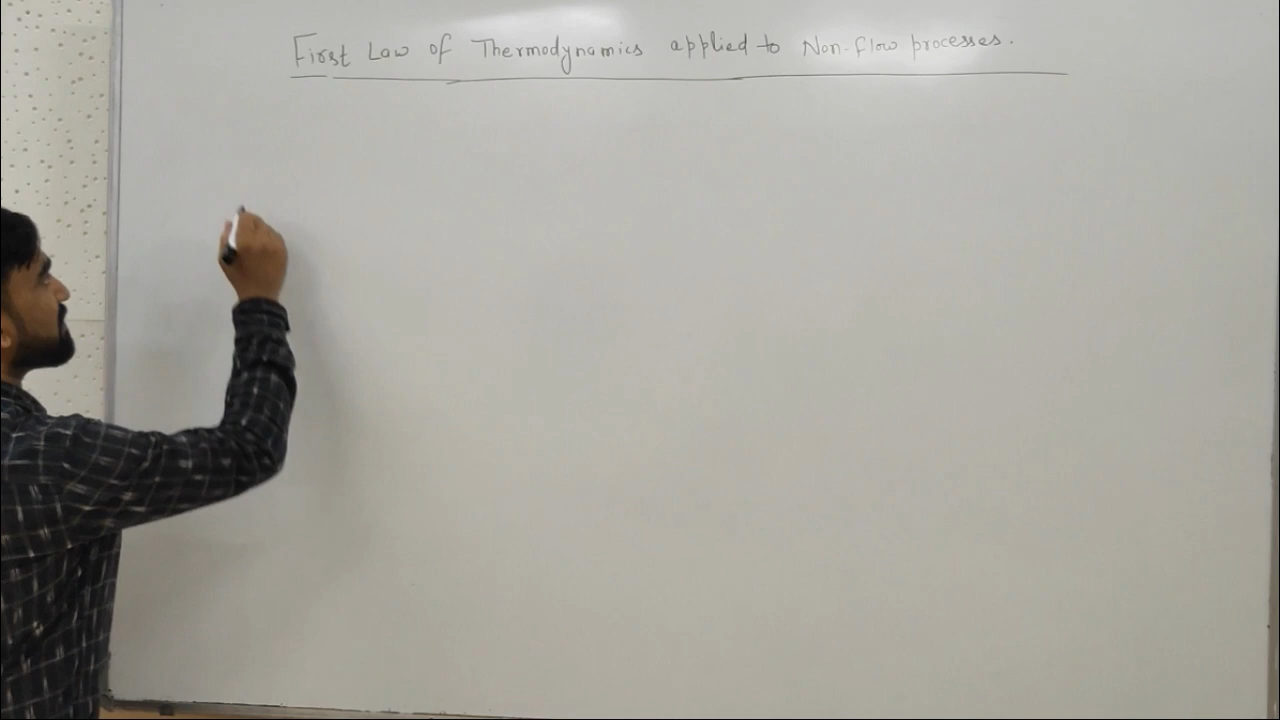 First Law of Thermodynamics applied to Non-flow processes.